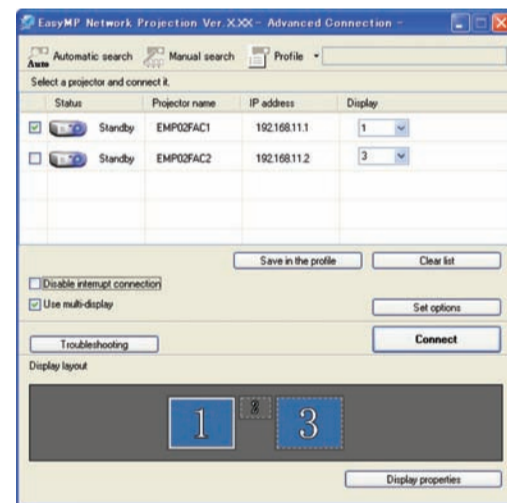 EasyMP Network Projection Ver.X.XX - Advanced Connection -
Auto Automatic search Manual search Profile
Select a projector and connect it.
Status Projector name IP address Display
Standby EMP02FAC1 192.168.11.1 1
Standby EMP02FAC2 192.168.11.2 3
Save in the profile Clear list
Disable interrupt connection
Use multi-display
Set options
Troubleshooting Connect
Display layout
1 2 3
Display properties